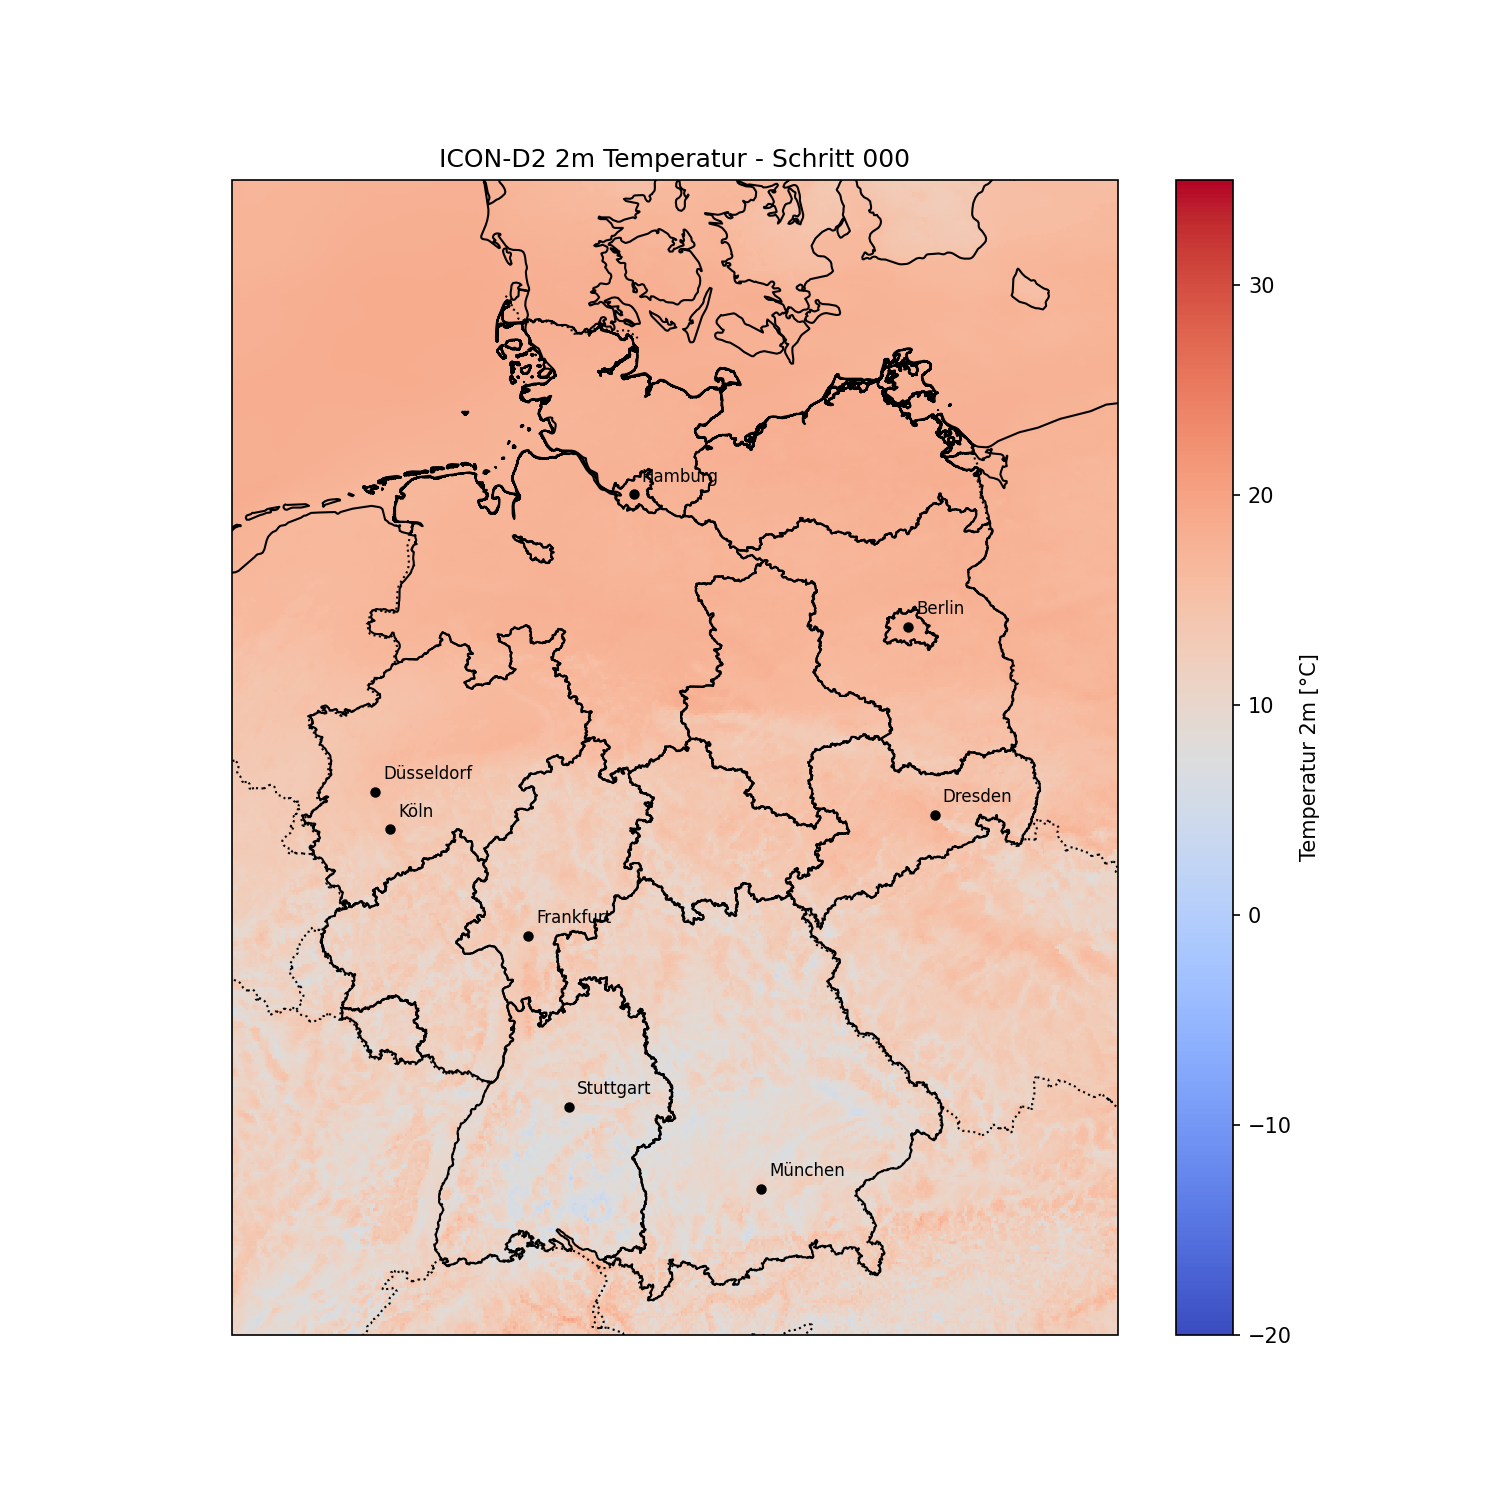 ICON-D2 2m Temperatur - Schritt 000
Hamburg
Berlin
Düsseldorf
Köln
Dresden
Frankfurt
Stuttgart
München
30
20
10
0
−10
−20
Temperatur 2m [°C]